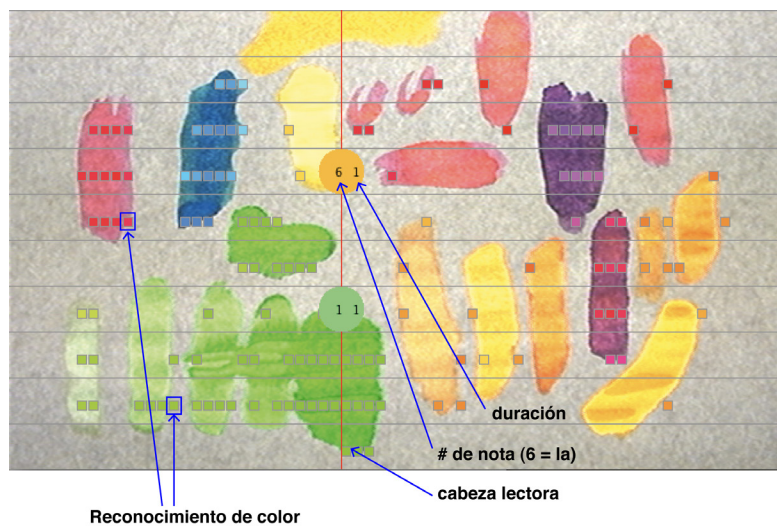 6 1
1 1
duración
# de nota (6 = la)
cabeza lectora
Reconocimiento de color